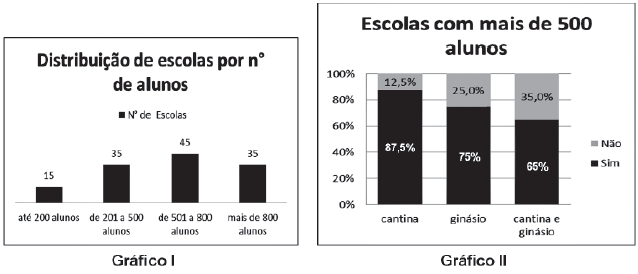 Distribuição de escolas por n°
de alunos
N° de Escolas
15
35
45
35
até 200 alunos
de 201 a 500
alunos
de 501 a 800
alunos
mais de 800
alunos
Gráfico I
Escolas com mais de 500
alunos
100%
80%
60%
40%
20%
0%
12,5%
25,0%
35,0%
87,5%
75%
65%
Não
Sim
cantina
ginásio
cantina e
ginásio
Gráfico II